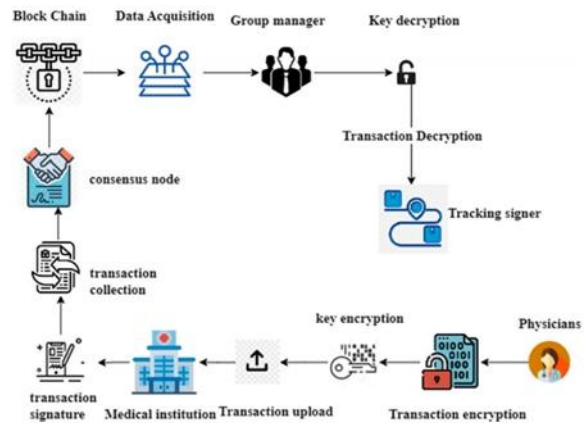 Block Chain
Data Acquisition
Group manager
Key decryption
Transaction Decryption
consensus node
Tracking signer
transaction
collection
key encryption
Physicians
transaction
signature
Medical institution
Transaction upload
Transaction encryption